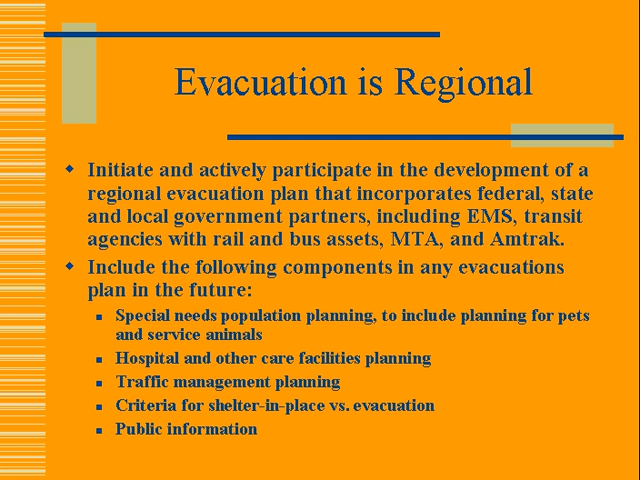 Evacuation is Regional
Initiate and actively participate in the development of a
regional evacuation plan that incorporates federal, state
and local government partners, including EMS, transit
agencies with rail and bus assets, MTA, and Amtrak.
Include the following components in any evacuations
plan in the future:
Special needs population planning, to include planning for pets
and service animals
Hospital and other care facilities planning
Traffic management planning
Criteria for shelter-in-place vs. evacuation
Public information